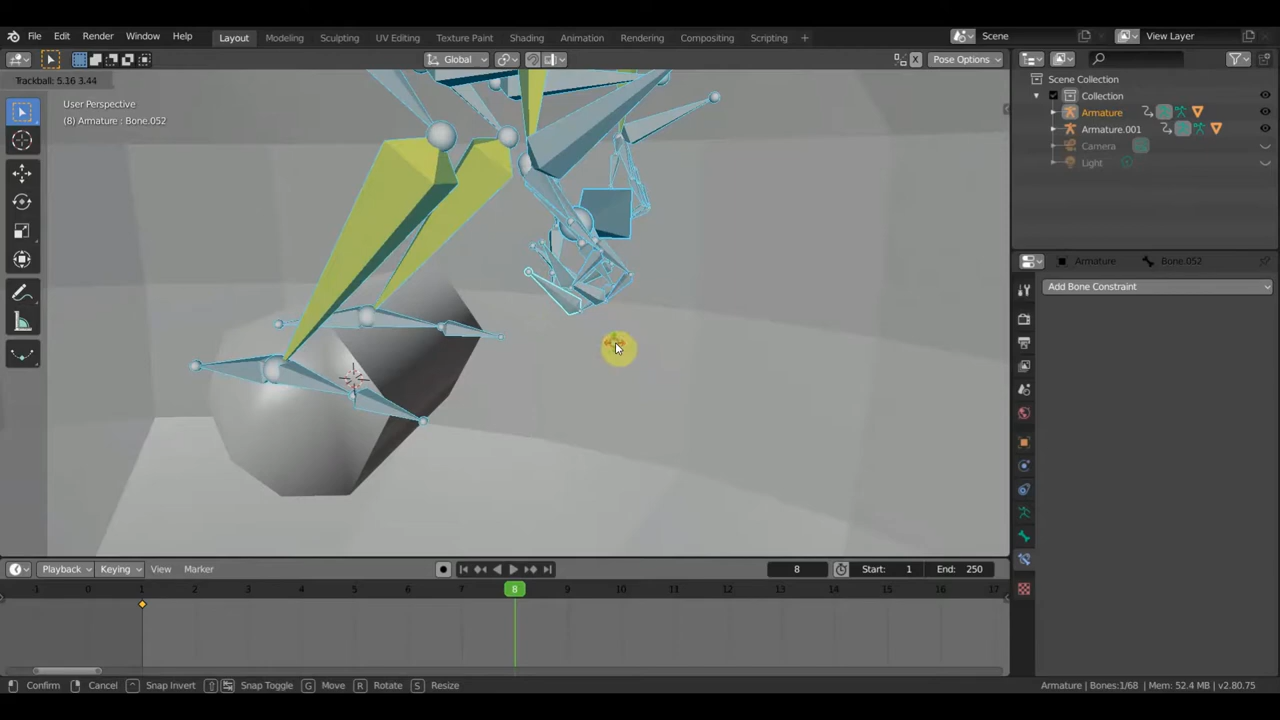 File Edit Render Window Help Layout Modeling Sculpting UV Editing Texture Paint Shading Animation Rendering Compositing Scripting + Scene View Layer
Global Pose Options
Trackball: 5.16 3.44
User Perspective
(8) Armature : Bone.052
Scene Collection
Collection
Armature
Armature.001
Camera
Light
Armature Bone.052
Add Bone Constraint
Playback Keying View Marker 8 Start: 1 End: 250
-1 0 1 2 3 4 5 6 7 8 9 10 11 12 13 14 15 16 17
Confirm Cancel Snap Invert Snap Toggle G Move R Rotate S Resize Armature | Bones:1/68 | Mem: 52.4 MB | v2.80.75